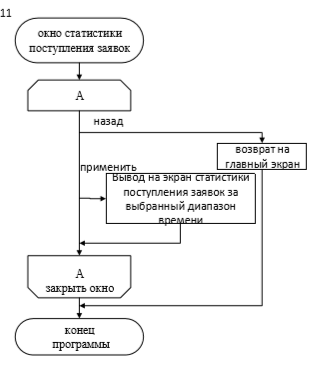 11
окно статистики
поступления заявок
А
назад
возврат на
главный экран
применить
Вывод на экран статистики
поступления заявок за
выбранный диапазон
времени
А
закрыть окно
конец
программы